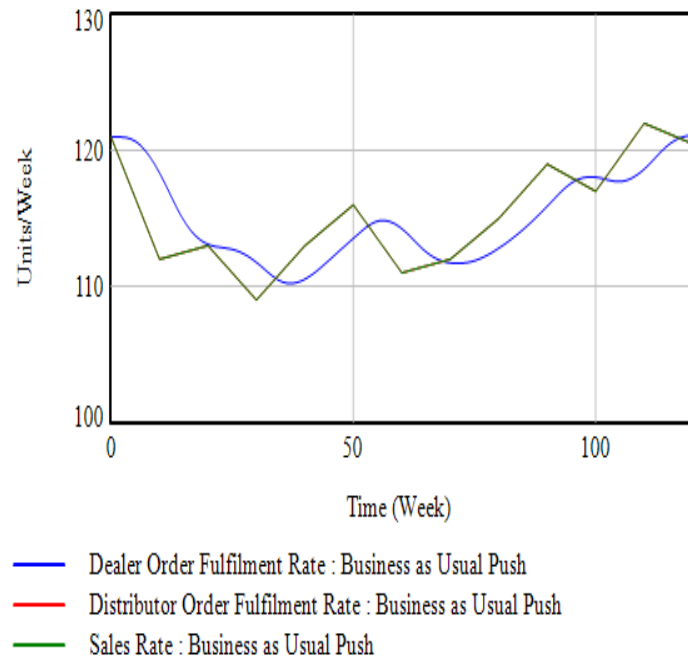 130
120
110
100
Units/Week
0
50
100
Time (Week)
Dealer Order Fulfilment Rate : Business as Usual Push
Distributor Order Fulfilment Rate : Business as Usual Push
Sales Rate : Business as Usual Push